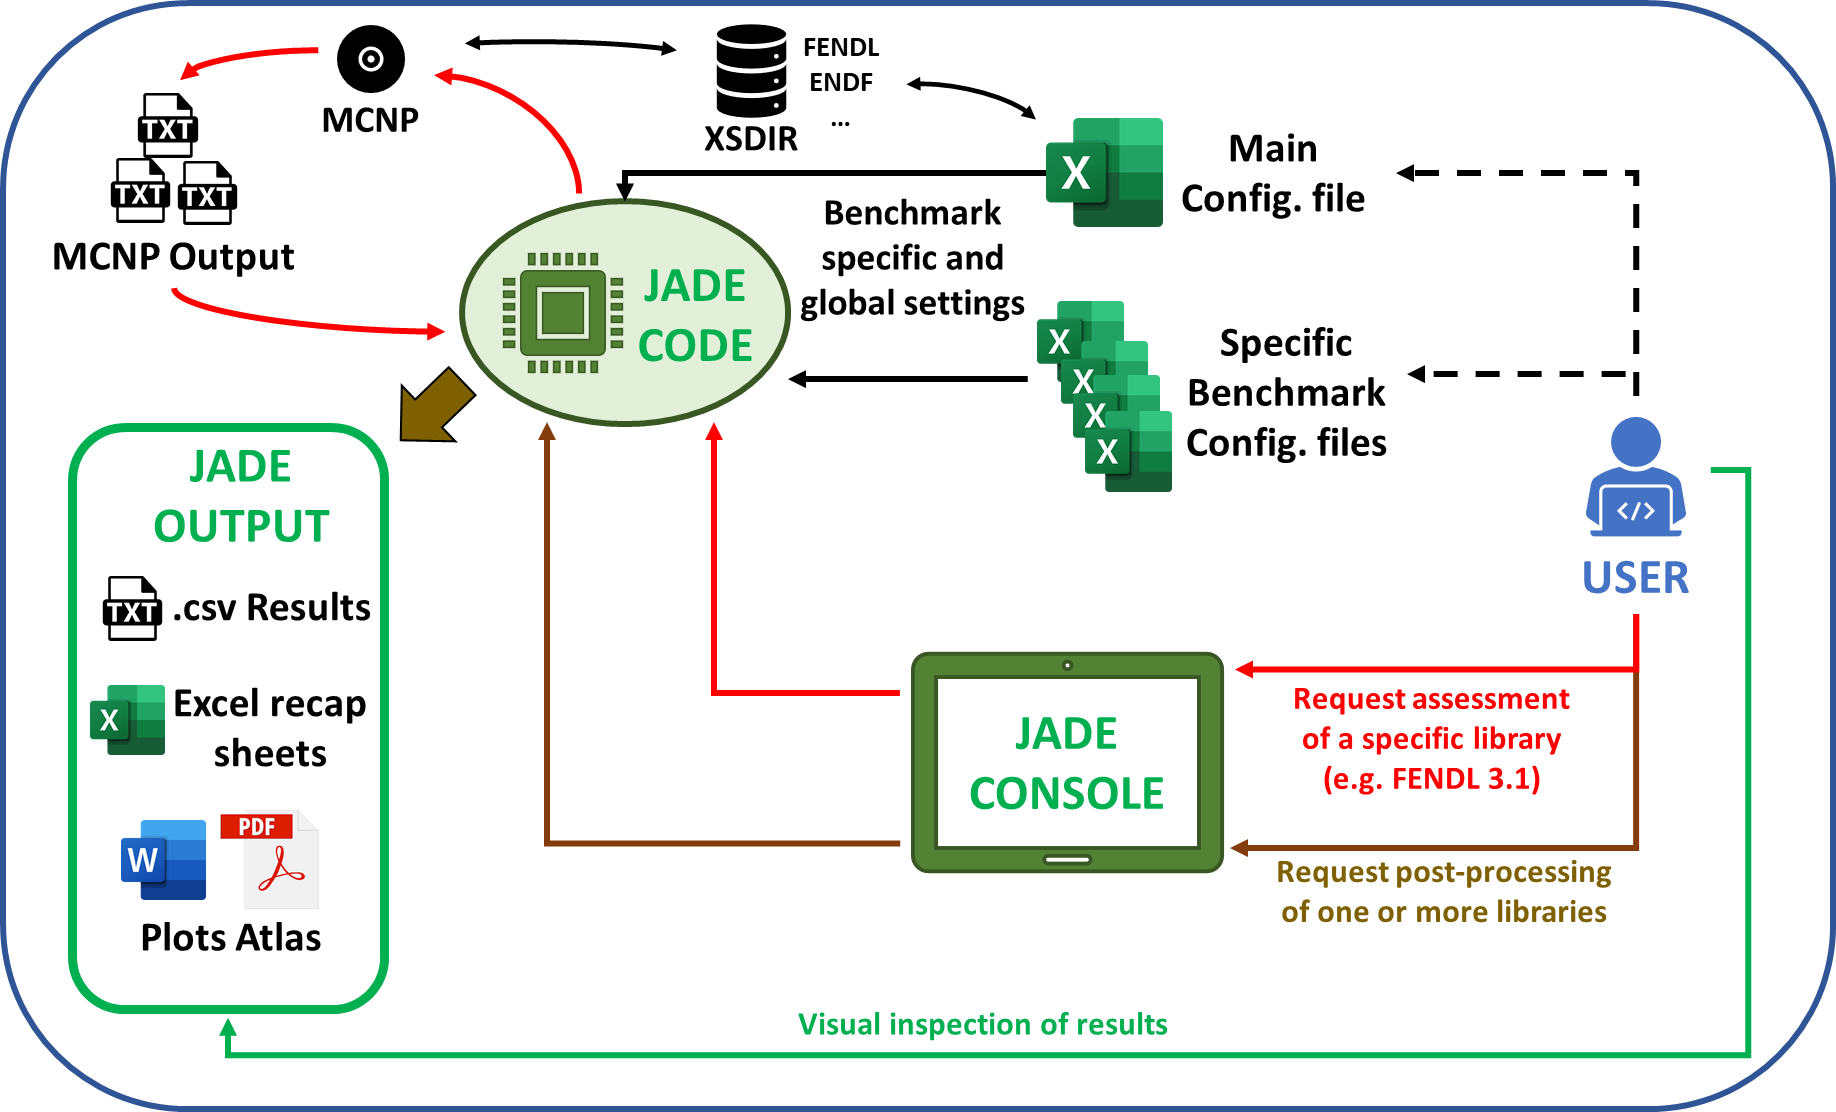 FENDL
ENDF
...
MCNP
XSDIR
TXT
TXT
TXT
MCNP Output
X
Main
Config. file
Benchmark
specific and
global settings
JADE
CODE
X
X
X
X
Specific
Benchmark
Config. files
</>
USER
JADE
OUTPUT
TXT
.csv Results
X
Excel recap
sheets
W
PDF
Plots Atlas
JADE
CONSOLE
Request assessment
of a specific library
(e.g. FENDL 3.1)
Request post-processing
of one or more libraries
Visual inspection of results